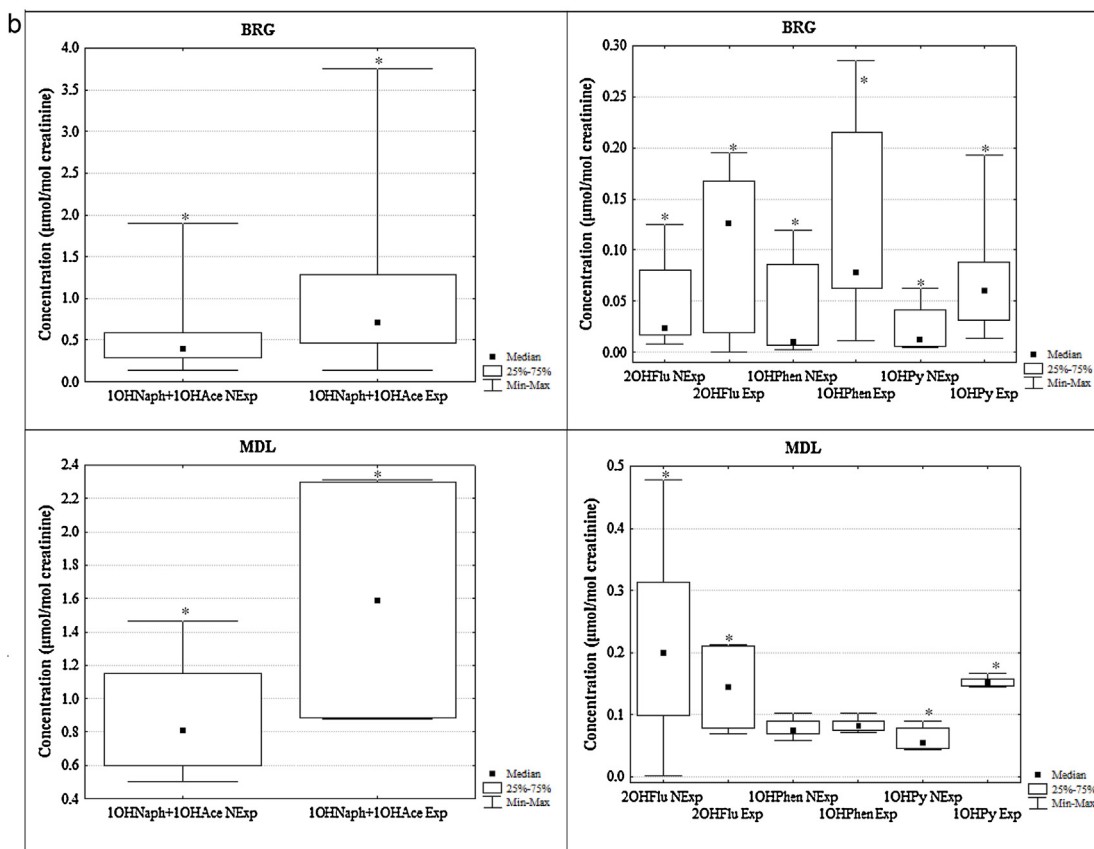 b
BRG
Concentration (μmol/mol creatinine)
4.0
3.5
3.0
2.5
2.0
1.5
1.0
0.5
0.0
*
*
1OHNaph+1OHAce NExp
1OHNaph+1OHAce Exp
Median
25%-75%
Min-Max
BRG
Concentration (μmol/mol creatinine)
0.30
0.25
0.20
0.15
0.10
0.05
0.00
*
*
*
*
*
*
2OHFlu NExp
2OHFlu Exp
1OHPhen NExp
1OHPhen Exp
1OHPy NExp
1OHPy Exp
Median
25%-75%
Min-Max
MDL
Concentration (μmol/mol creatinine)
2.4
2.2
2.0
1.8
1.6
1.4
1.2
1.0
0.8
0.6
0.4
*
*
1OHNaph+1OHAce NExp
1OHNaph+1OHAce Exp
Median
25%-75%
Min-Max
MDL
Concentration (μmol/mol creatinine)
0.5
0.4
0.3
0.2
0.1
0.0
*
*
*
*
2OHFlu NExp
2OHFlu Exp
1OHPhen NExp
1OHPhen Exp
1OHPy NExp
1OHPy Exp
Median
25%-75%
Min-Max